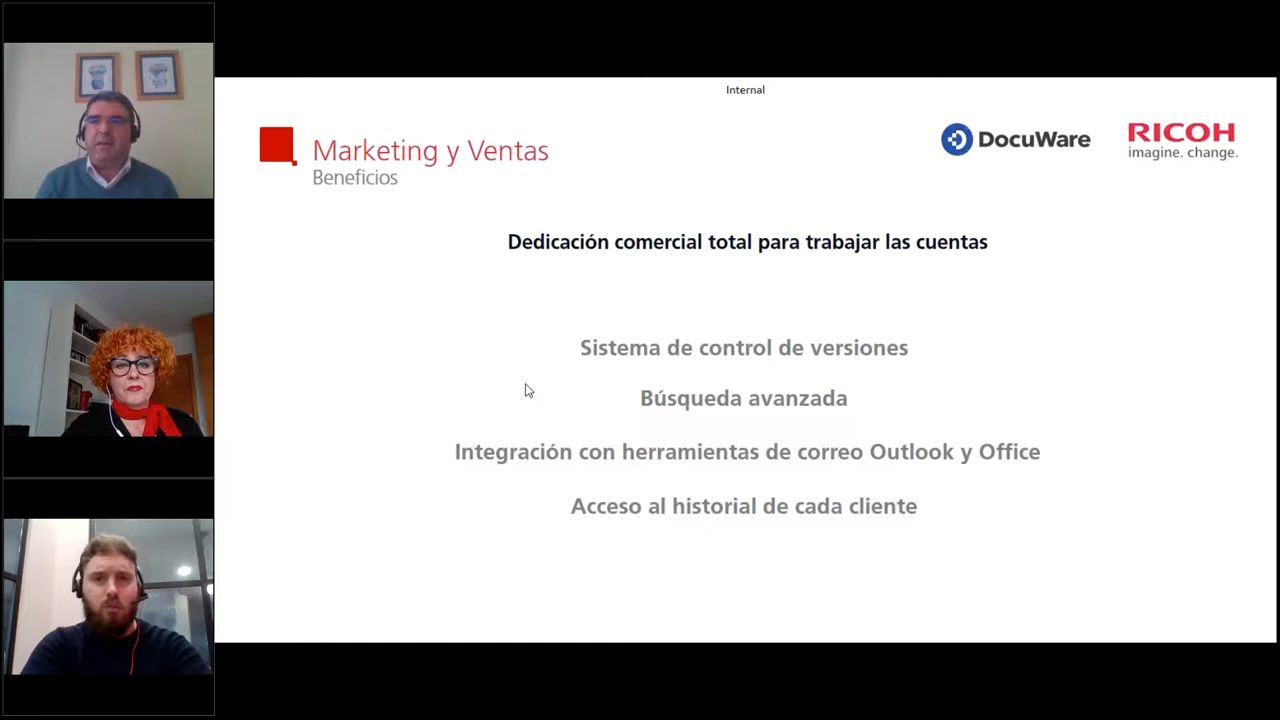 Internal
Marketing y Ventas
Beneficios
DocuWare
RICOH
imagine. change.
Dedicación comercial total para trabajar las cuentas
Sistema de control de versiones
Búsqueda avanzada
Integración con herramientas de correo Outlook y Office
Acceso al historial de cada cliente